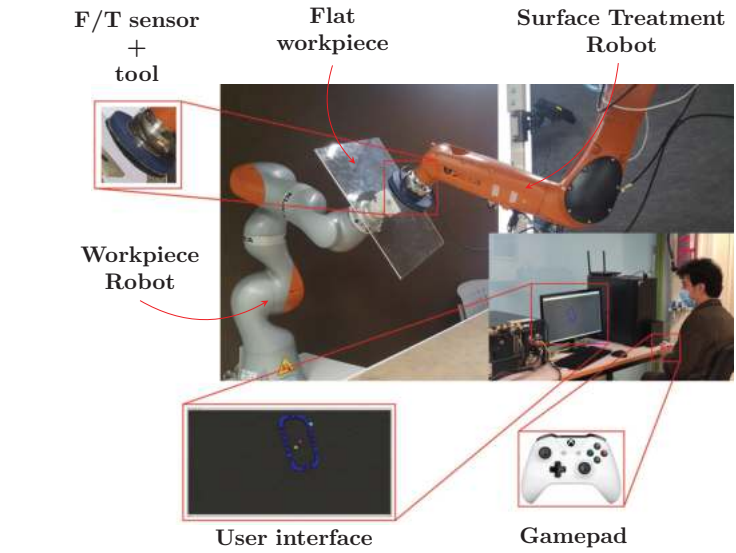 F/T sensor
+
tool
Flat
workpiece
Surface Treatment
Robot
Workpiece
Robot
User interface
Gamepad